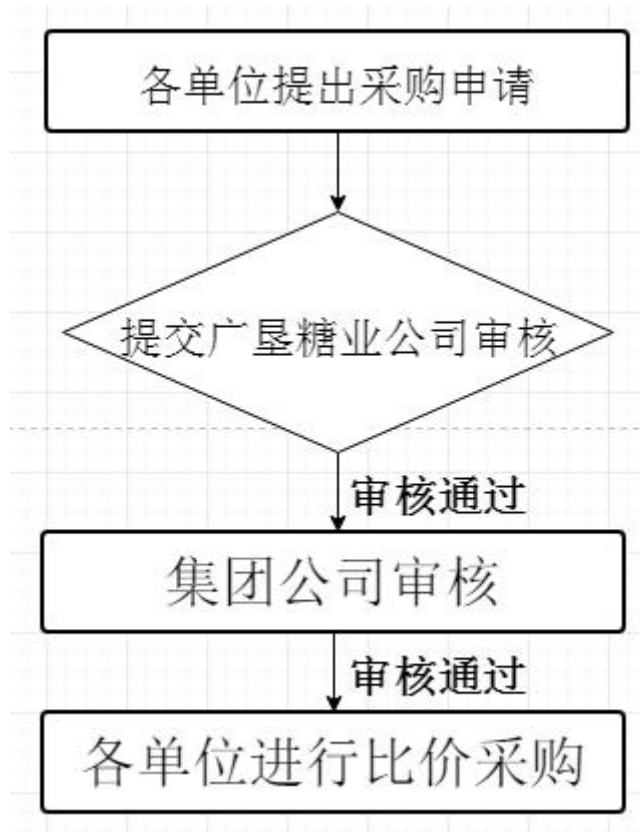 各单位提出采购申请
提交广垦糖业公司审核
审核通过
集团公司审核
审核通过
各单位进行比价采购